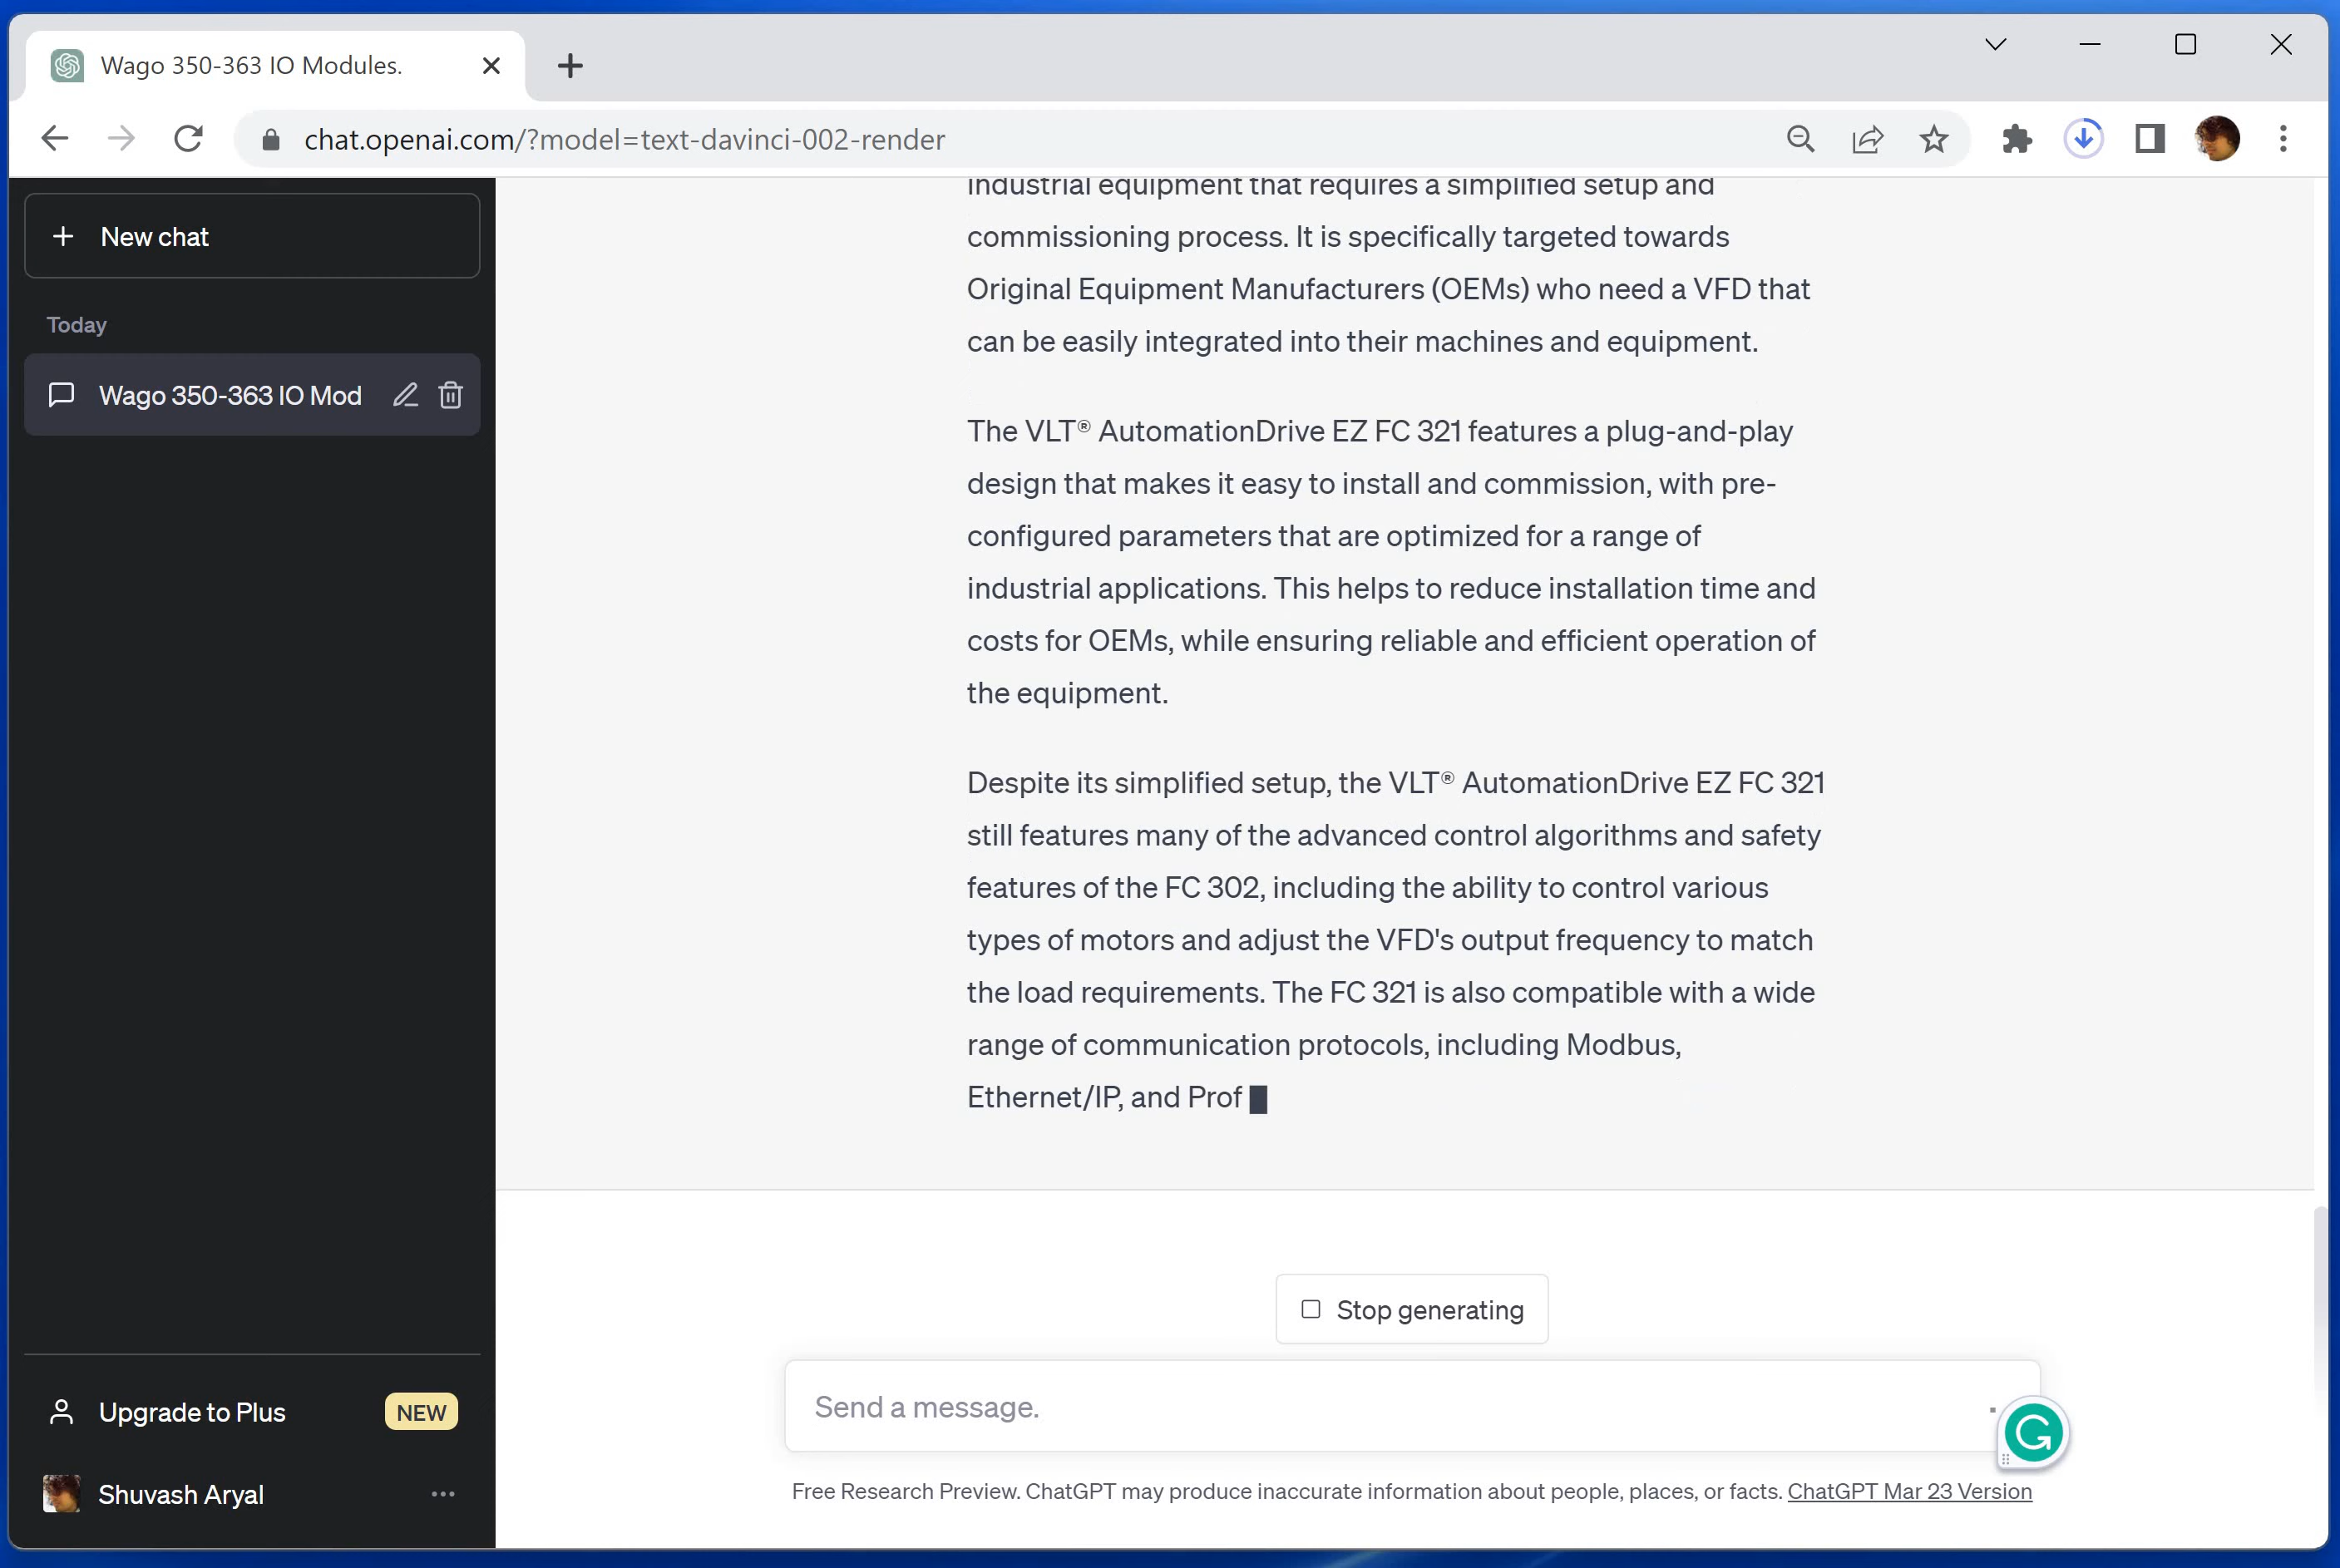 Wago 350-363 IO Modules.
chat.openai.com/?model=text-davinci-002-render
New chat
Today
Wago 350-363 IO Mod
Upgrade to Plus
NEW
Shuvash Aryal
industrial equipment that requires a simplified setup and
commissioning process. It is specifically targeted towards
Original Equipment Manufacturers (OEMs) who need a VFD that
can be easily integrated into their machines and equipment.
The VLT® AutomationDrive EZ FC 321 features a plug-and-play
design that makes it easy to install and commission, with pre-
configured parameters that are optimized for a range of
industrial applications. This helps to reduce installation time and
costs for OEMs, while ensuring reliable and efficient operation of
the equipment.
Despite its simplified setup, the VLT® AutomationDrive EZ FC 321
still features many of the advanced control algorithms and safety
features of the FC 302, including the ability to control various
types of motors and adjust the VFD's output frequency to match
the load requirements. The FC 321 is also compatible with a wide
range of communication protocols, including Modbus,
Ethernet/IP, and Prof
Stop generating
Send a message.
Free Research Preview. ChatGPT may produce inaccurate information about people, places, or facts. ChatGPT Mar 23 Version